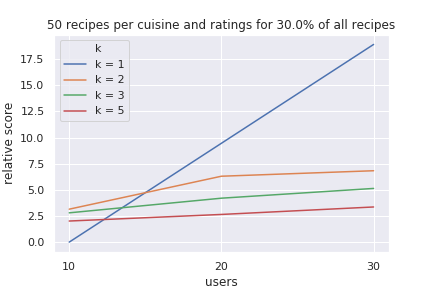 50 recipes per cuisine and ratings for 30.0% of all recipes
k
k = 1
k = 2
k = 3
k = 5
17.5
15.0
12.5
10.0
7.5
5.0
2.5
0.0
relative score
10 20 30
users